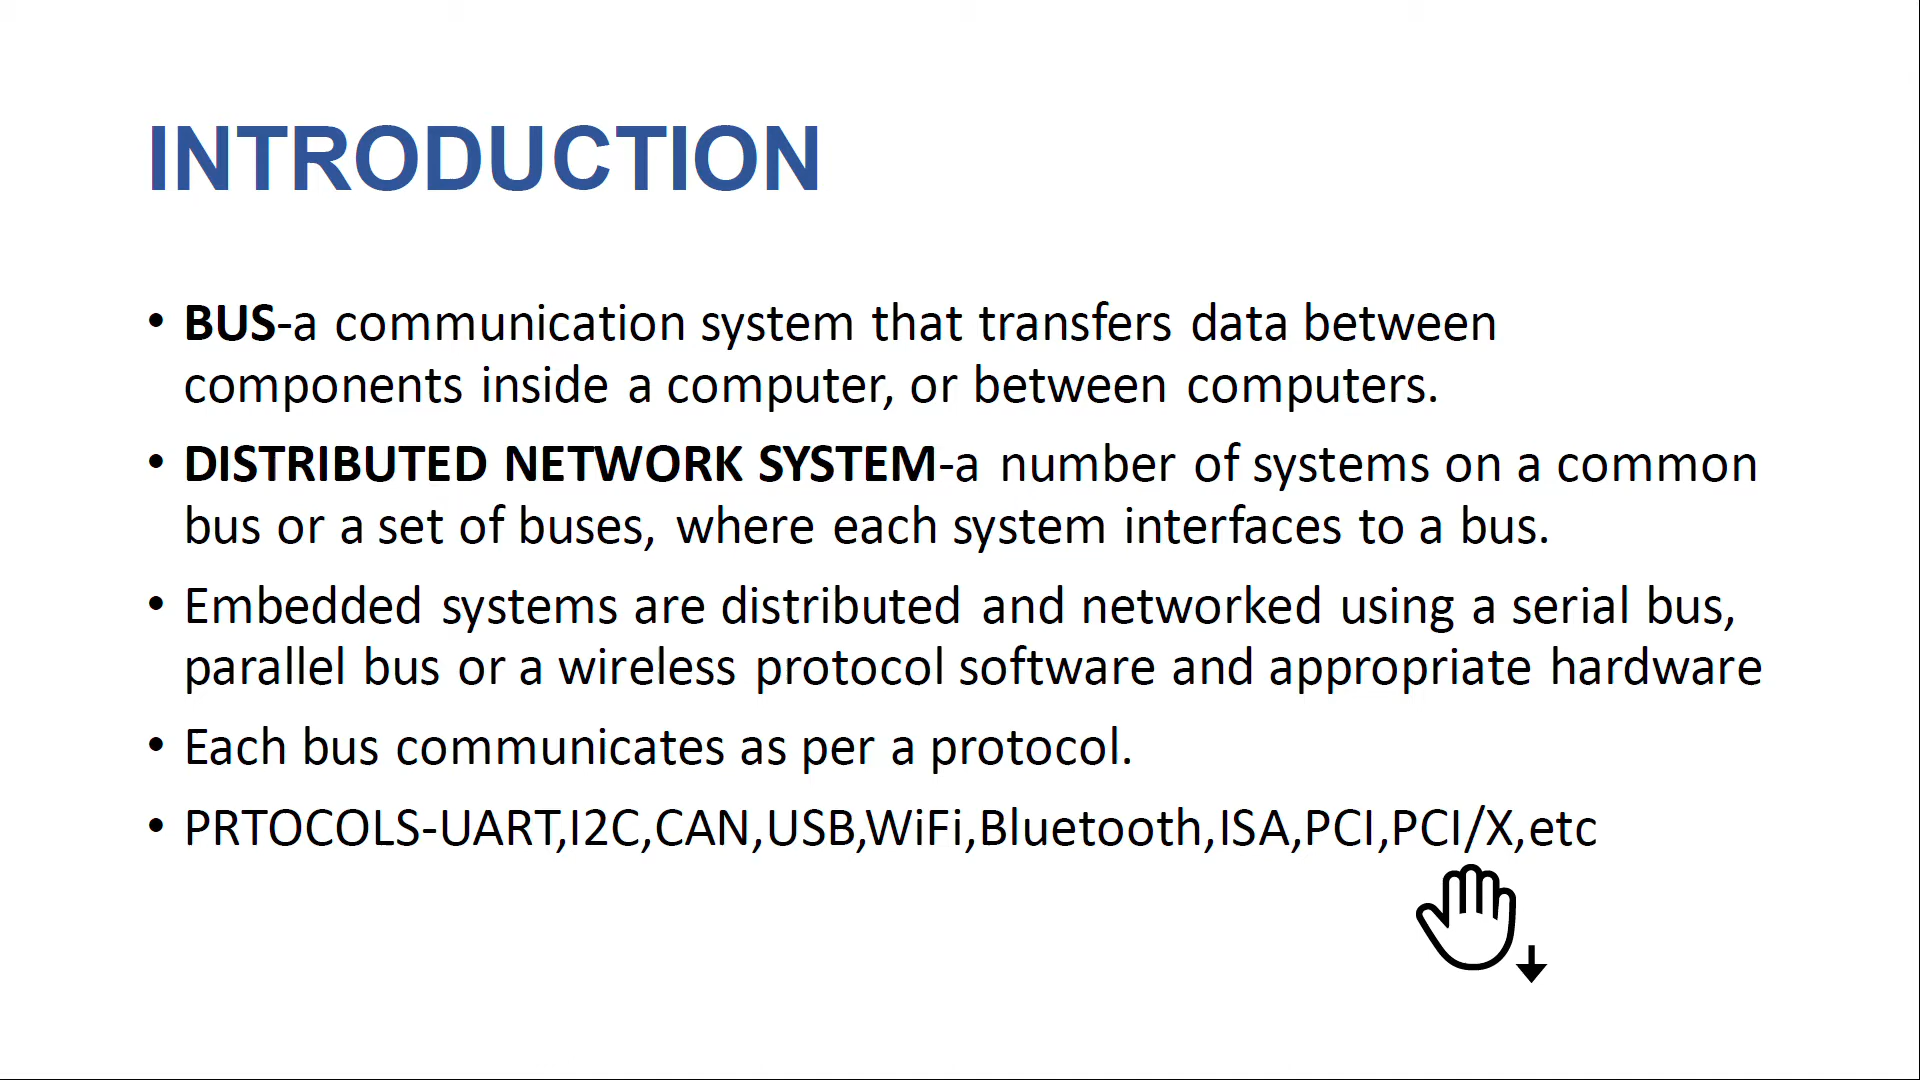 INTRODUCTION
• BUS-a communication system that transfers data between
components inside a computer, or between computers.
• DISTRIBUTED NETWORK SYSTEM-a number of systems on a common
bus or a set of buses, where each system interfaces to a bus.
• Embedded systems are distributed and networked using a serial bus,
parallel bus or a wireless protocol software and appropriate hardware
• Each bus communicates as per a protocol.
• PRTOCOLS-UART,I2C,CAN,USB,WiFi,Bluetooth,ISA,PCI,PCI/X,etc